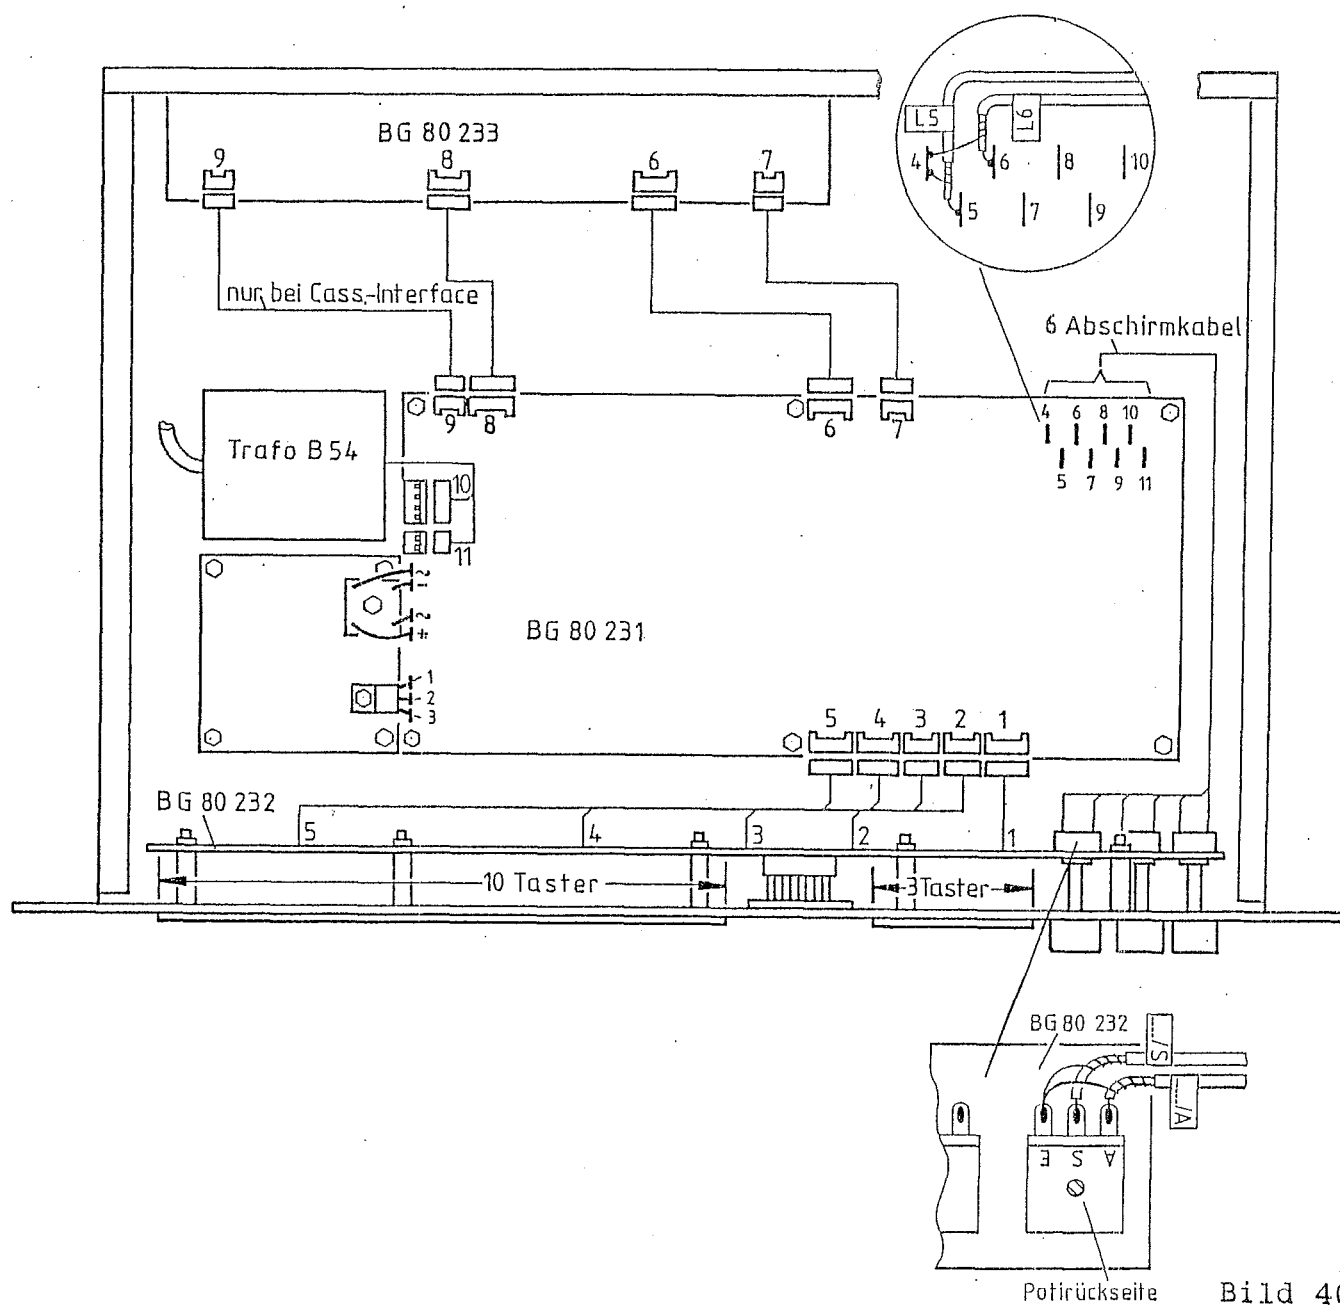 BG 80 233
9
8
6
7
L5
L6
4
6
8
10
5
7
9
nur bei Cass.-Interface
6 Abschirmkabel
4 6 8 10
5 7 9 11
9 8
6
7
Trafo B 54
10
11
~
-
~
+
BG 80 231
1
2
3
5 4 3 2 1
BG 80 232
5
4
3
2
1
10 Taster
3 Taster
BG 80 232
.../S
.../A
E S A
Potirückseite
Bild 40